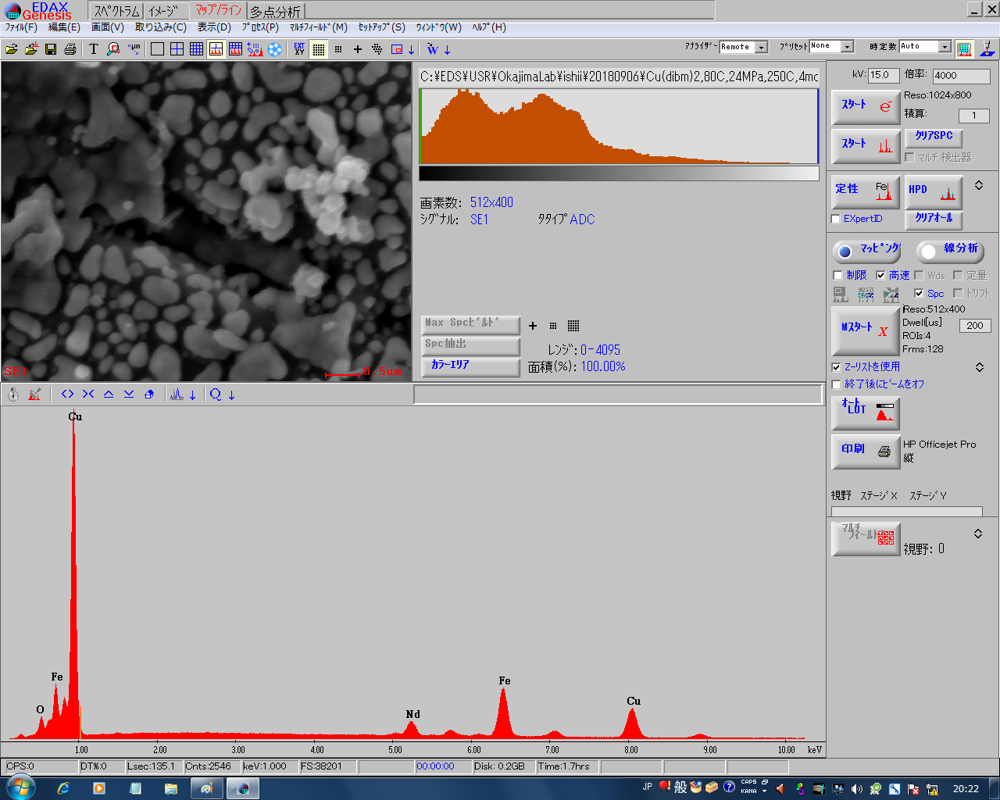 EDAX
Genesis
スペクトラム イメージ マップ/ライン 多点分析
ファイル(F) 編集(E) 画面(V) 取り込み(C) 表示(D) プロセス(P) マルチフィールド(M) セットアップ(S) ウィンドウ(W) ヘルプ(H)
T EXT XY W アナライザー Remote プリセット None 時定数 Auto
C:¥EDS¥USR¥OkajimaLab¥ishii¥20180906¥Cu(dibm)2,80C,24MPa,250C,4mc
画素数: 512x400
シグナル: SE1 タタイプ ADC
Max Spcビルド
Spc抽出
レンジ: 0-4095
カラーエリア
面積(%): 100.00%
SE1 0.5um
kV: 15.0 倍率: 4000
スタート e-
Reso:1024x800
積算: 1
スタート
クリアSPC
マルチ検出器
定性 Fe
HPD
EXpertID
クリアオール
マッピング 線分析
制限 高速 Wds 定量
Spc ドリフト
Mスタート X
Reso:512x400
Dwell[us] 200
ROIs:4
Frms:128
Z-リストを使用
終了後にビームをオフ
オート
LUT
印刷
HP Officejet Pro
縦
視野 ステージX ステージY
マルチ
フィールド
視野: 0
Cu
Fe
O
Nd
Fe
Cu
1.00 2.00 3.00 4.00 5.00 6.00 7.00 8.00 9.00 10.00 keV
CPS:0 DT%:0 Lsec:135.1 Cnts:2546 keV:1.000 FS:38201 00:00:00 Disk: 0.2GB Time:1.7hrs
JP 般 CAPS KANA 20:22